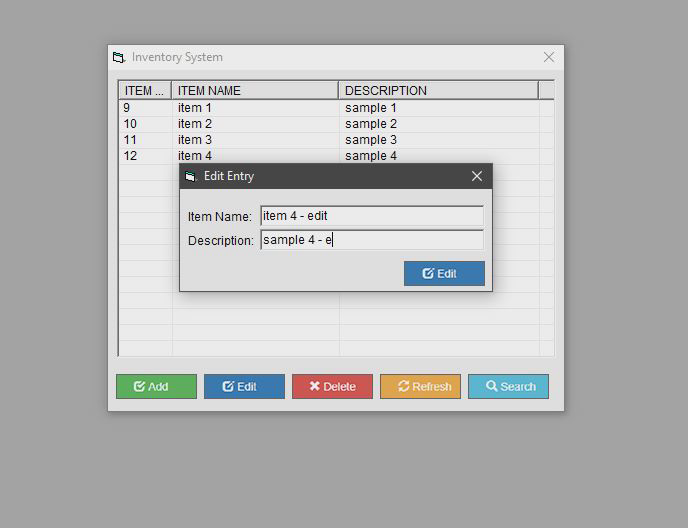 Inventory System
ITEM ... ITEM NAME DESCRIPTION
9 item 1 sample 1
10 item 2 sample 2
11 item 3 sample 3
12 item 4 sample 4
Edit Entry
Item Name: item 4 - edit
Description: sample 4 - e
Edit
Add Edit Delete Refresh Search